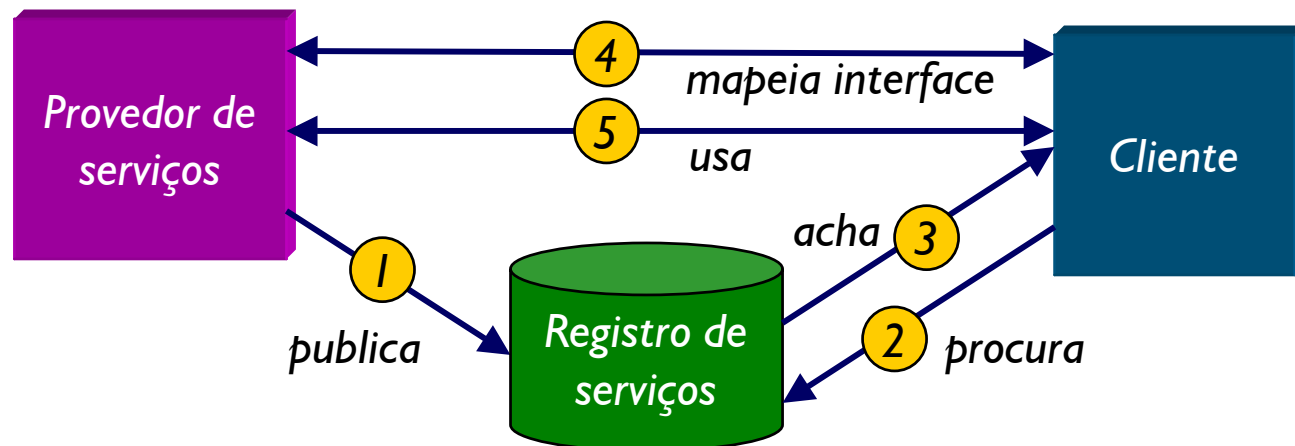 4
mapeia interface
Provedor de
serviços
5
usa
Cliente
acha
3
1
publica
Registro de
serviços
2
procura